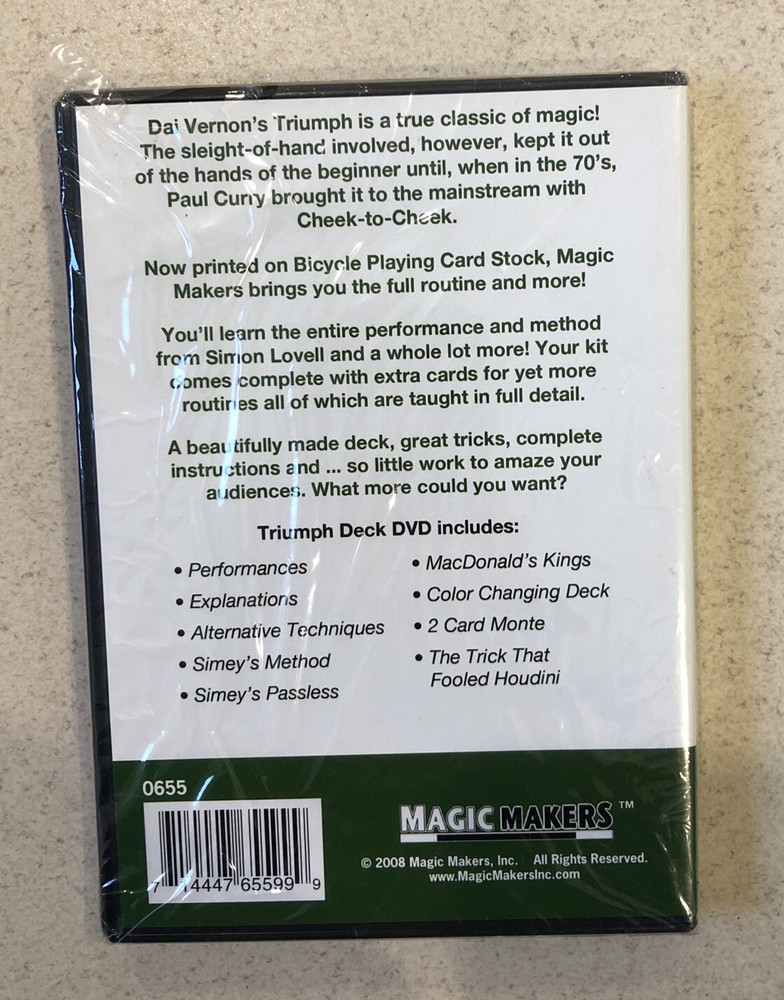 Dai Vernon's Triumph is a true classic of magic!
The sleight-of-hand involved, however, kept it out
of the hands of the beginner until, when in the 70's,
Paul Curry brought it to the mainstream with
Cheek-to-Cheek.
Now printed on Bicycle Playing Card Stock, Magic
Makers brings you the full routine and more!
You'll learn the entire performance and method
from Simon Lovell and a whole lot more! Your kit
comes complete with extra cards for yet more
routines all of which are taught in full detail.
A beautifully made deck, great tricks, complete
instructions and ... so little work to amaze your
audiences. What more could you want?
Triumph Deck DVD includes:
• Performances
• Explanations
• Alternative Techniques
• Simey's Method
• Simey's Passless
• MacDonald's Kings
• Color Changing Deck
• 2 Card Monte
• The Trick That
Fooled Houdini
0655
7 14447 65599 9
MAGIC MAKERS™
© 2008 Magic Makers, Inc. All Rights Reserved.
www.MagicMakersInc.com